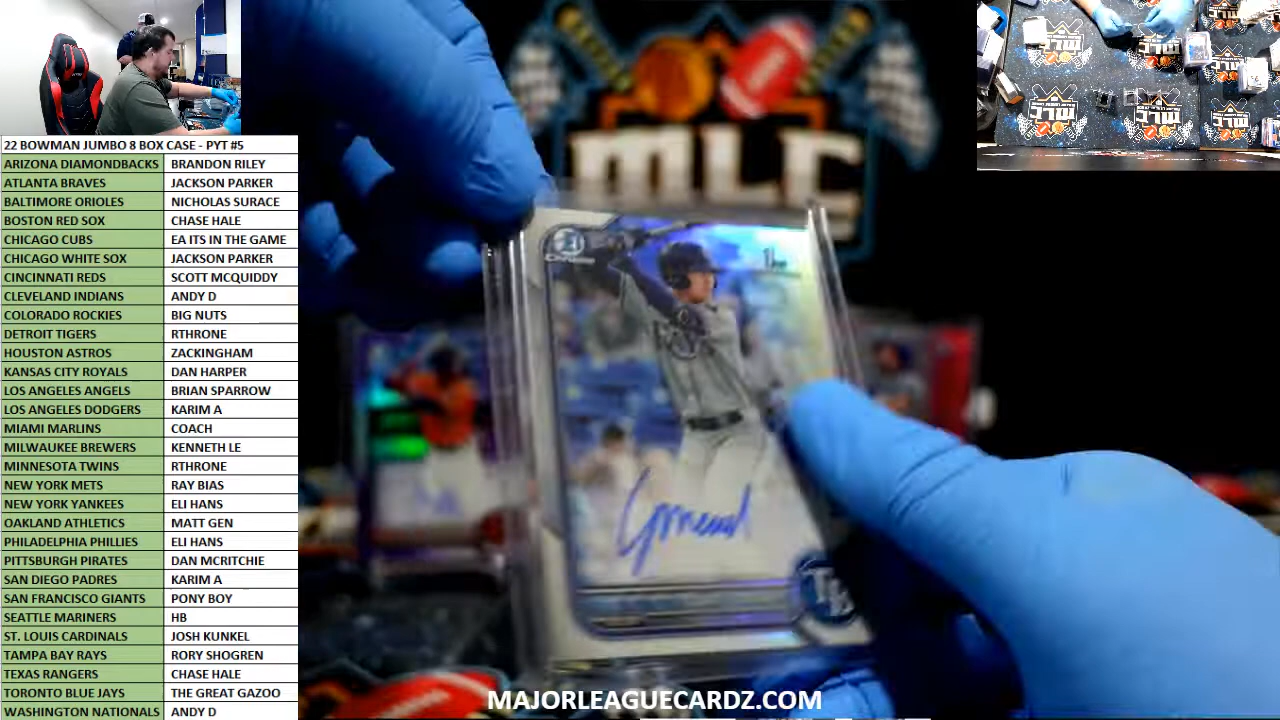 22 BOWMAN JUMBO 8 BOX CASE - PYT #5
ARIZONA DIAMONDBACKS BRANDON RILEY
ATLANTA BRAVES JACKSON PARKER
BALTIMORE ORIOLES NICHOLAS SURACE
BOSTON RED SOX CHASE HALE
CHICAGO CUBS EA ITS IN THE GAME
CHICAGO WHITE SOX JACKSON PARKER
CINCINNATI REDS SCOTT MCQUIDDY
CLEVELAND INDIANS ANDY D
COLORADO ROCKIES BIG NUTS
DETROIT TIGERS RTHRONE
HOUSTON ASTROS ZACKINGHAM
KANSAS CITY ROYALS DAN HARPER
LOS ANGELES ANGELS BRIAN SPARROW
LOS ANGELES DODGERS KARIM A
MIAMI MARLINS COACH
MILWAUKEE BREWERS KENNETH LE
MINNESOTA TWINS RTHRONE
NEW YORK METS RAY BIAS
NEW YORK YANKEES ELI HANS
OAKLAND ATHLETICS MATT GEN
PHILADELPHIA PHILLIES ELI HANS
PITTSBURGH PIRATES DAN MCRITCHIE
SAN DIEGO PADRES KARIM A
SAN FRANCISCO GIANTS PONY BOY
SEATTLE MARINERS HB
ST. LOUIS CARDINALS JOSH KUNKEL
TAMPA BAY RAYS RORY SHOGREN
TEXAS RANGERS CHASE HALE
TORONTO BLUE JAYS THE GREAT GAZOO
WASHINGTON NATIONALS ANDY D
MLC
CHROME
1st
TB
MAJORLEAGUECARDZ.COM